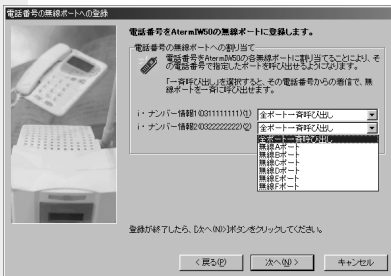 電話番号の無線ポートへの登録
電話番号をAtermIW50の無線ポートに登録します。
電話番号の無線ポートへの割り当て
電話番号をAtermIW50の各無線ポートに割り当てることにより、そ
の電話番号で指定したポートを呼び出せるようになります。
「一斉呼び出し」を選択すると、その電話番号からの着信で、無
線ポートを一斉に呼び出せます。
i・ナンバー情報1(0311111111)(1) 全ポート一斉呼び出し
i・ナンバー情報2(0322222222)(2) 全ポート一斉呼び出し
全ポート一斉呼び出し
無線Aポート
無線Bポート
無線Cポート
無線Dポート
無線Eポート
無線Fポート
登録が終了したら、[次へ(N)>]ボタンをクリックしてください。
< 戻る(P)
次へ(N) >
キャンセル